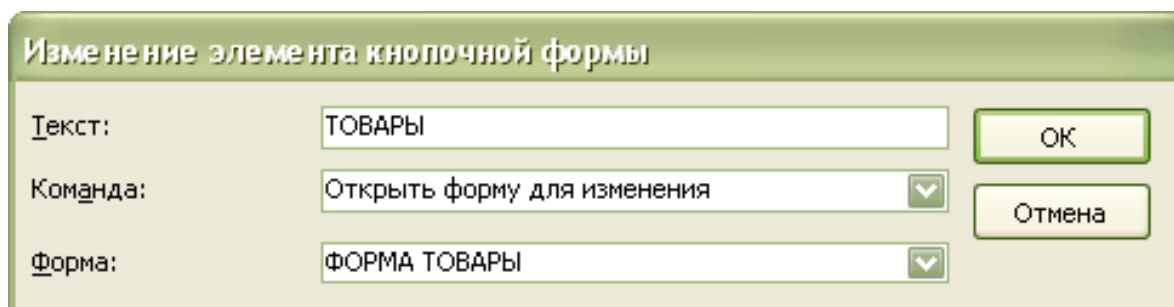 Изменение элемента кнопочной формы
Текст: ТОВАРЫ OK
Команда: Открыть форму для изменения Отмена
Форма: ФОРМА ТОВАРЫ